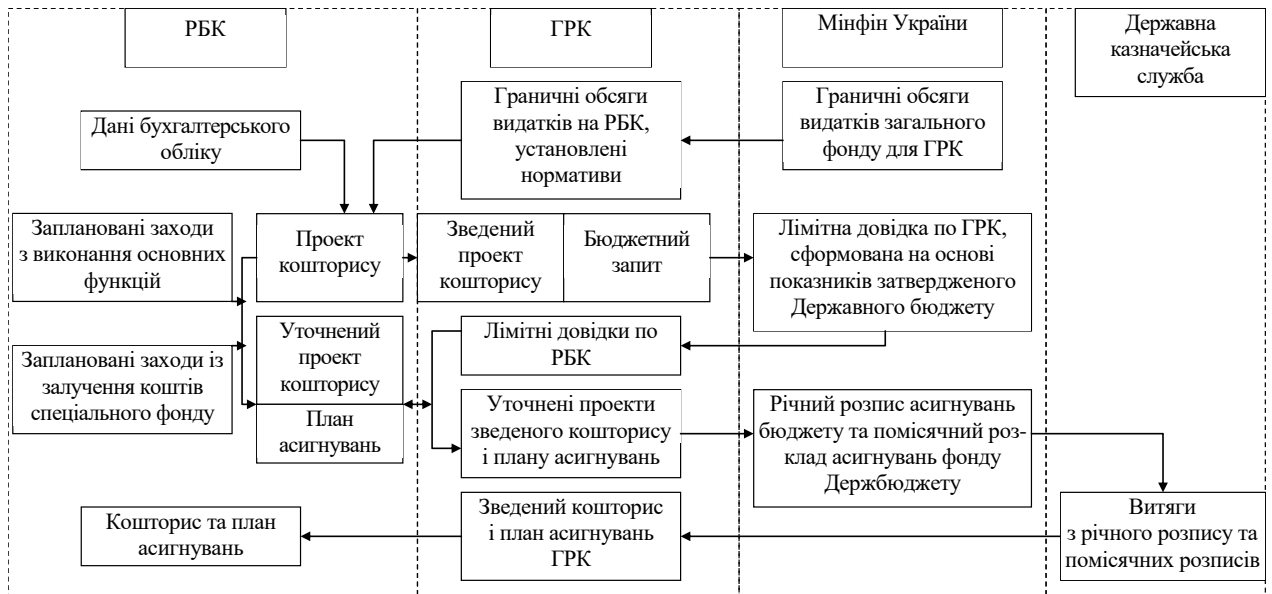 РБК
ГРК
Мінфін України
Державна
казначейська
служба
Дані бухгалтерського
обліку
Граничні обсяги
видатків на РБК,
установлені
нормативи
Граничні обсяги
видатків загального
фонду для ГРК
Заплановані заходи
з виконання основних
функцій
Проект
кошторису
Зведений
проект
кошторису
Бюджетний
запит
Лімітна довідка по ГРК,
сформована на основі
показників затвердженого
Державного бюджету
Заплановані заходи із
залучення коштів
спеціального фонду
Уточнений
проект
кошторису
План
асигнувань
Лімітні довідки по
РБК
Уточнені проекти
зведеного кошторису
і плану асигнувань
Річний розпис асигнувань
бюджету та помісячний роз-
клад асигнувань фонду
Держбюджету
Кошторис та план
асигнувань
Зведений кошторис
і план асигнувань
ГРК
Витяги
з річного розпису та
помісячних розписів